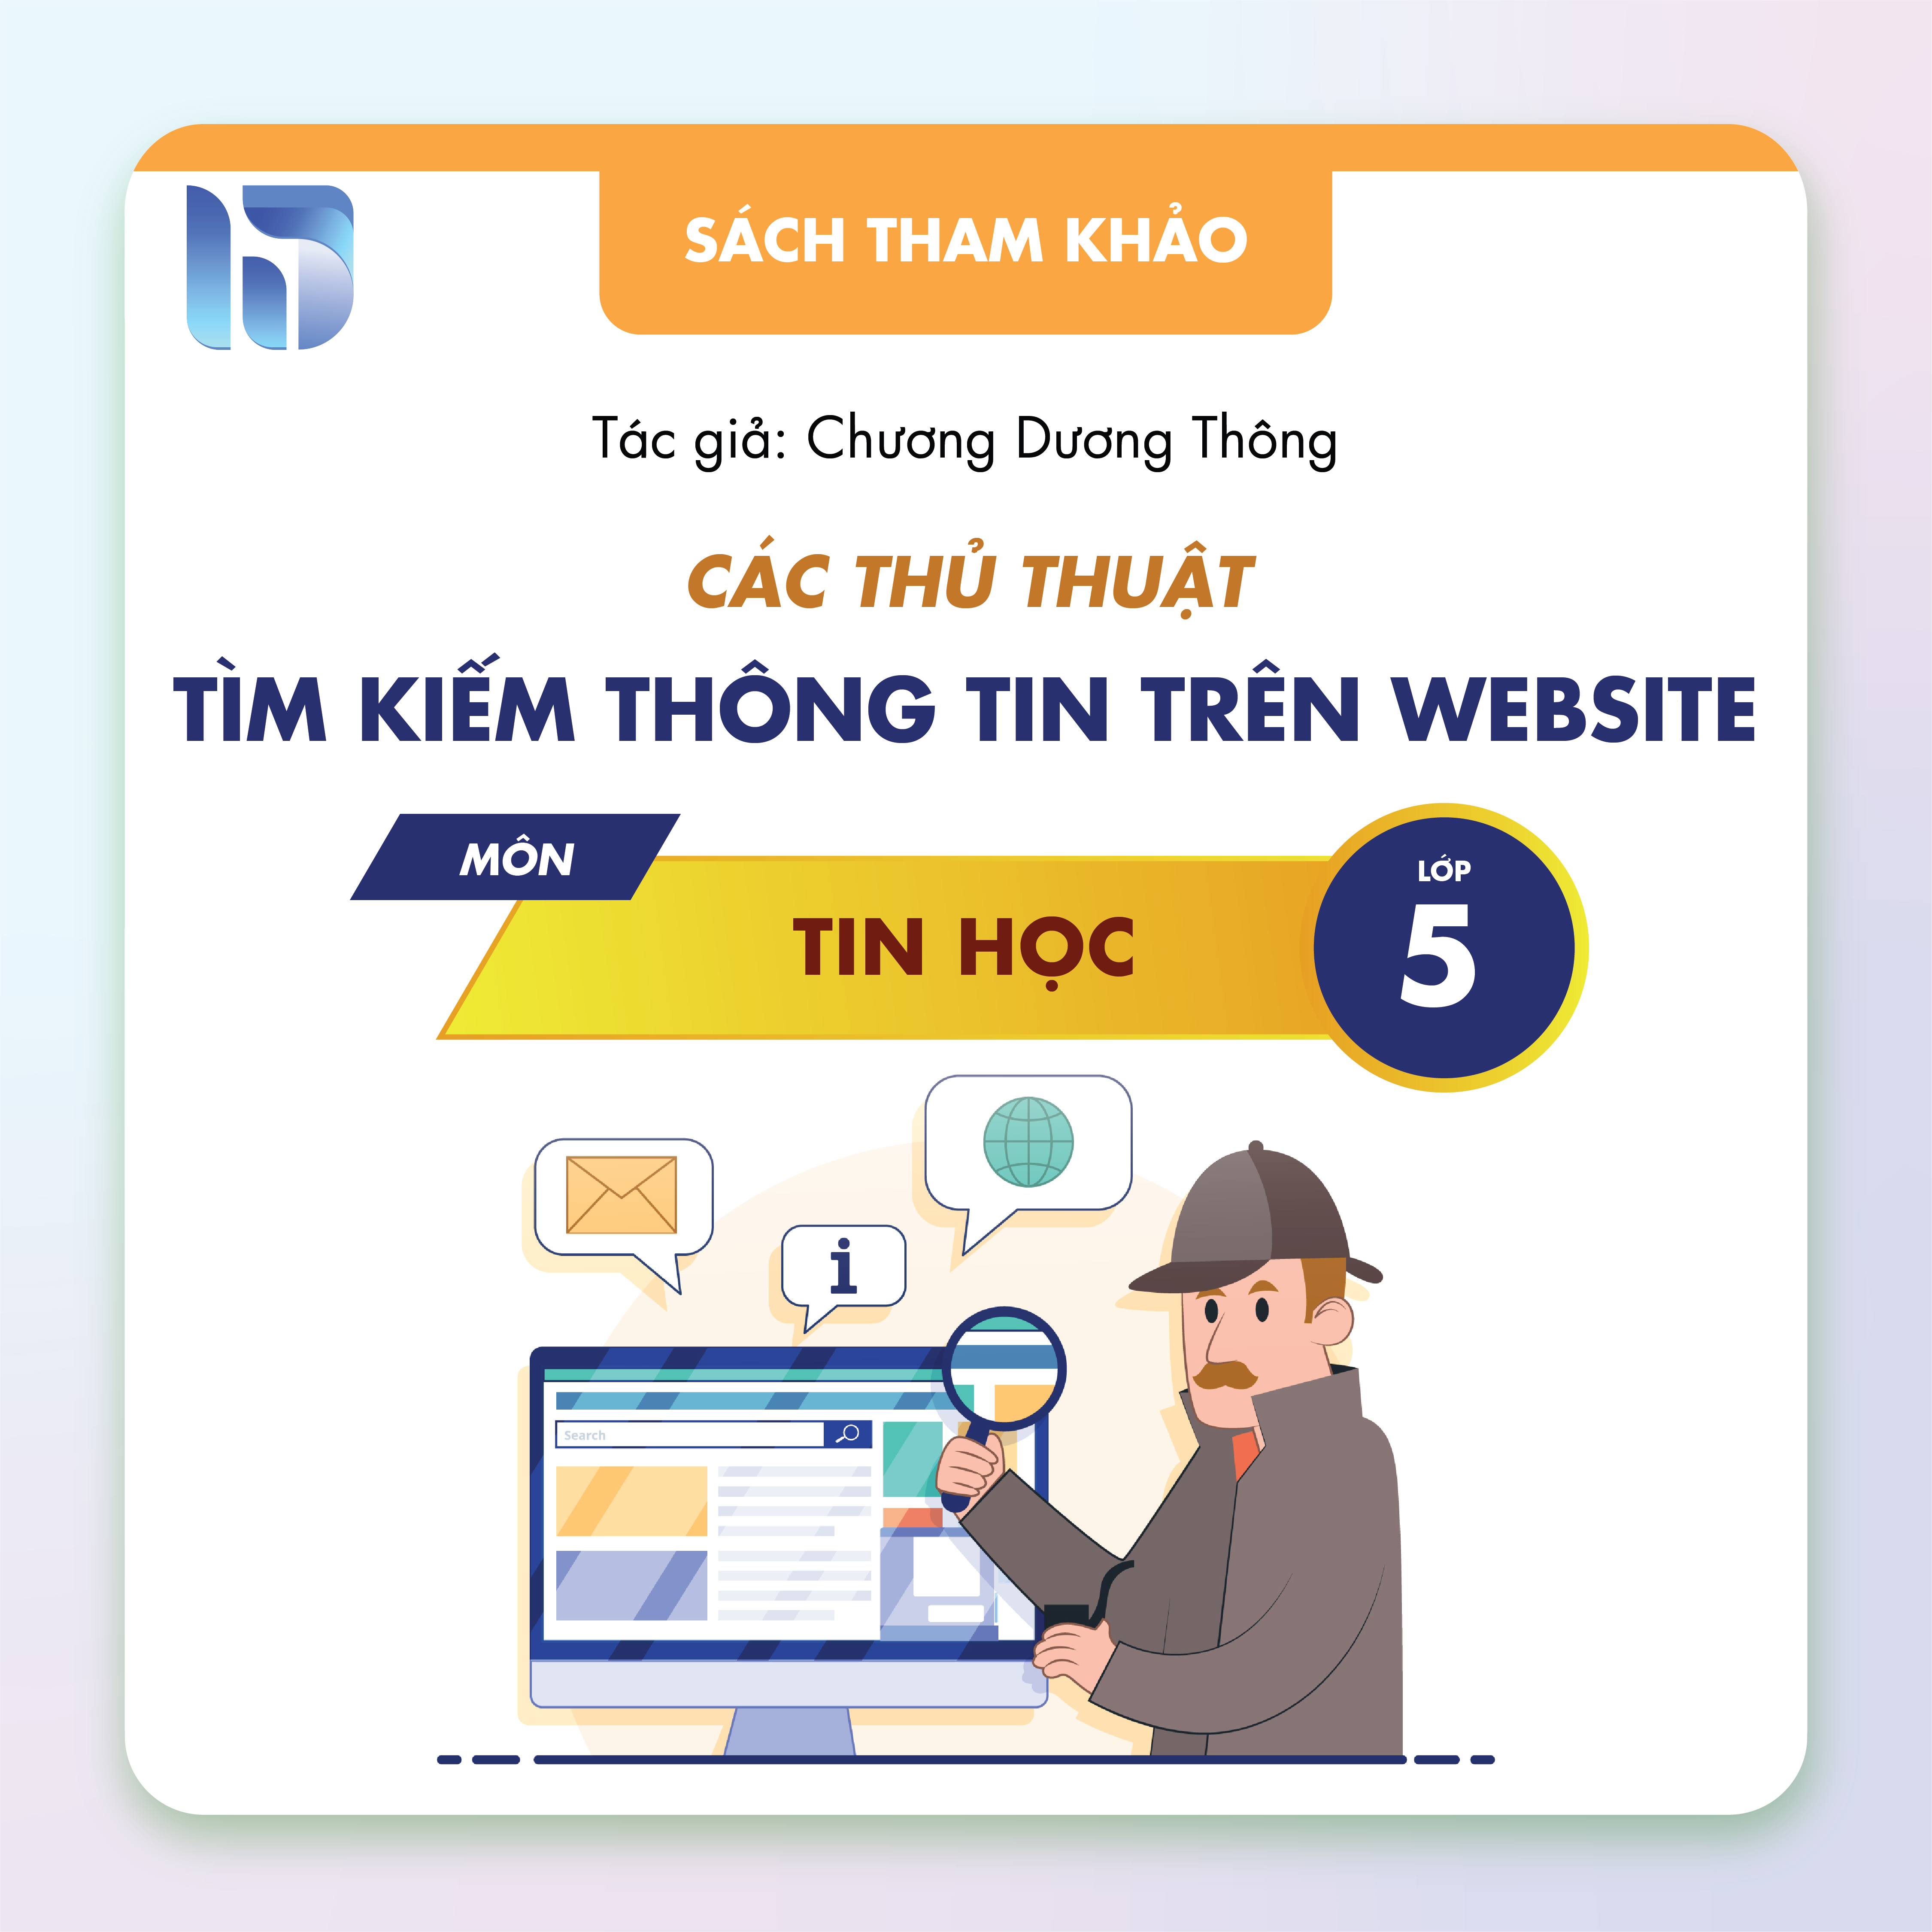 SÁCH THAM KHẢO
Tác giả: Chương Dương Thông
CÁC THỦ THUẬT
TÌM KIẾM THÔNG TIN TRÊN WEBSITE
MÔN
TIN HỌC
LỚP
5
i
Search